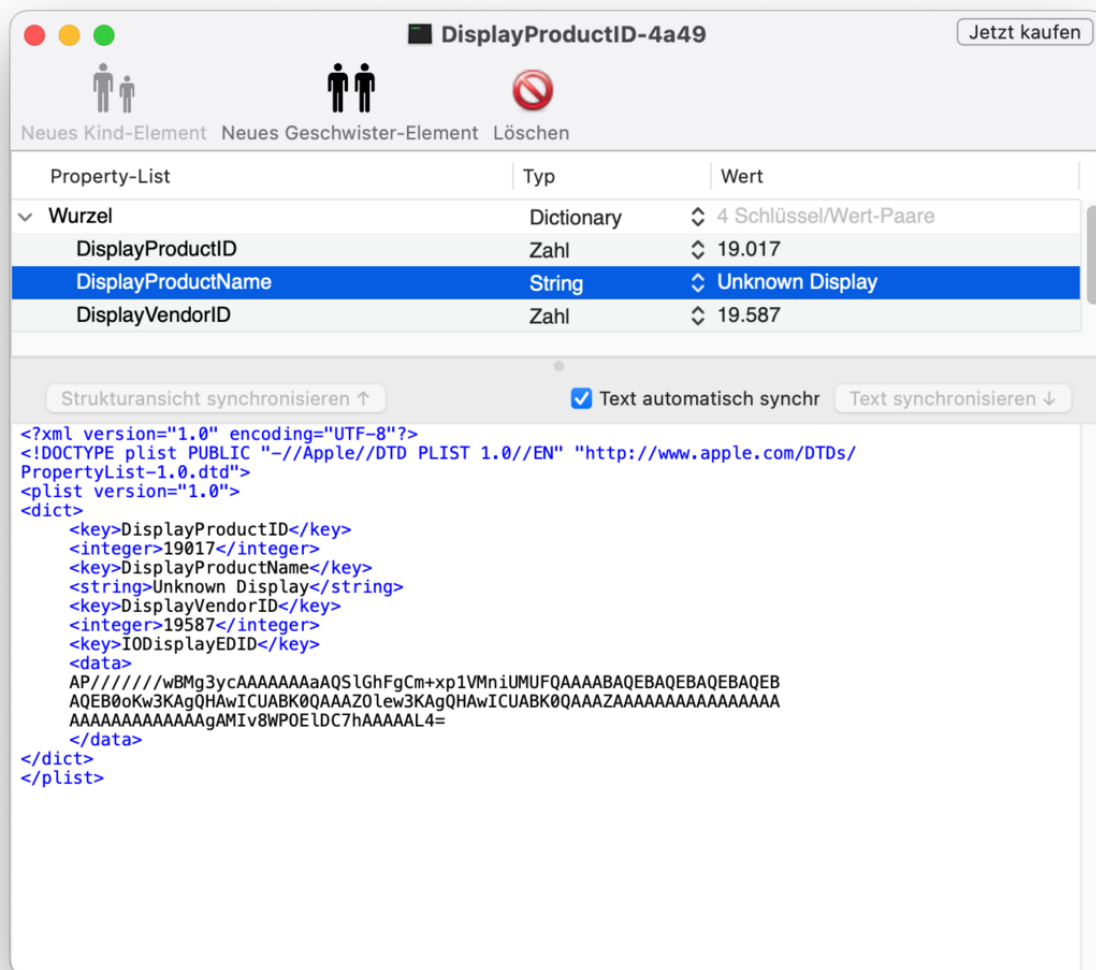 DisplayProductID-4a49
Jetzt kaufen
Neues Kind-Element Neues Geschwister-Element Löschen
Property-List Typ Wert
Wurzel Dictionary 4 Schlüssel/Wert-Paare
DisplayProductID Zahl 19.017
DisplayProductName String Unknown Display
DisplayVendorID Zahl 19.587
Strukturansicht synchronisieren ↑ Text automatisch synchr Text synchronisieren ↓
<?xml version="1.0" encoding="UTF-8"?>
<!DOCTYPE plist PUBLIC "-//Apple//DTD PLIST 1.0//EN" "http://www.apple.com/DTDs/
PropertyList-1.0.dtd">
<plist version="1.0">
<dict>
<key>DisplayProductID</key>
<integer>19017</integer>
<key>DisplayProductName</key>
<string>Unknown Display</string>
<key>DisplayVendorID</key>
<integer>19587</integer>
<key>IODisplayEDID</key>
<data>
AP///////wBMg3ycAAAAAAAaAQSlGhFgCm+xp1VMniUMUFQAAAABAQEBAQEBAQEBAQEB
AQEB0oKw3KAgQHAwICUABK0QAAAZOlew3KAgQHAwICUABK0QAAAZAAAAAAAAAAAAAAAA
AAAAAAAAAAAAAgAMIv8WPOElDC7hAAAAAL4=
</data>
</dict>
</plist>